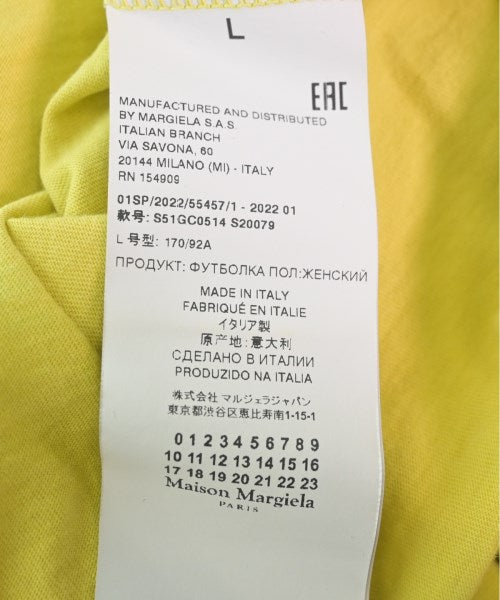 L
EAC
MANUFACTURED AND DISTRIBUTED
BY MARGIELA S.A.S
ITALIAN BRANCH
VIA SAVONA, 60
20144 MILANO (MI) - ITALY
RN 154909
01SP/2022/55457/1 - 2022 01
款号: S51GC0514 S20079
L 号型: 170/92A
ПРОДУКТ: ФУТБОЛКА ПОЛ:ЖЕНСКИЙ
MADE IN ITALY
FABRIQUÉ EN ITALIE
イタリア製
原产地: 意大利
СДЕЛАНО В ИТАЛИИ
PRODUZIDO NA ITALIA
株式会社 マルジェラジャパン
東京都渋谷区恵比寿南1-15-1
0 1 2 3 4 5 6 7 8 9
10 11 12 13 14 15 16
17 18 19 20 21 22 23
Maison Margiela
PARIS